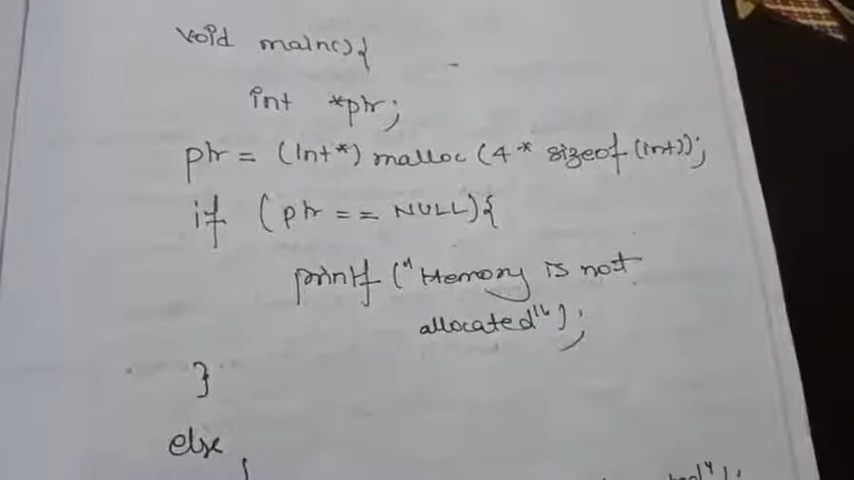 void main(){
int *ptr;
ptr = (int*) malloc (4* sizeof (int));
if (ptr == NULL){
printf ("Memory is not
allocated");
}
else
");